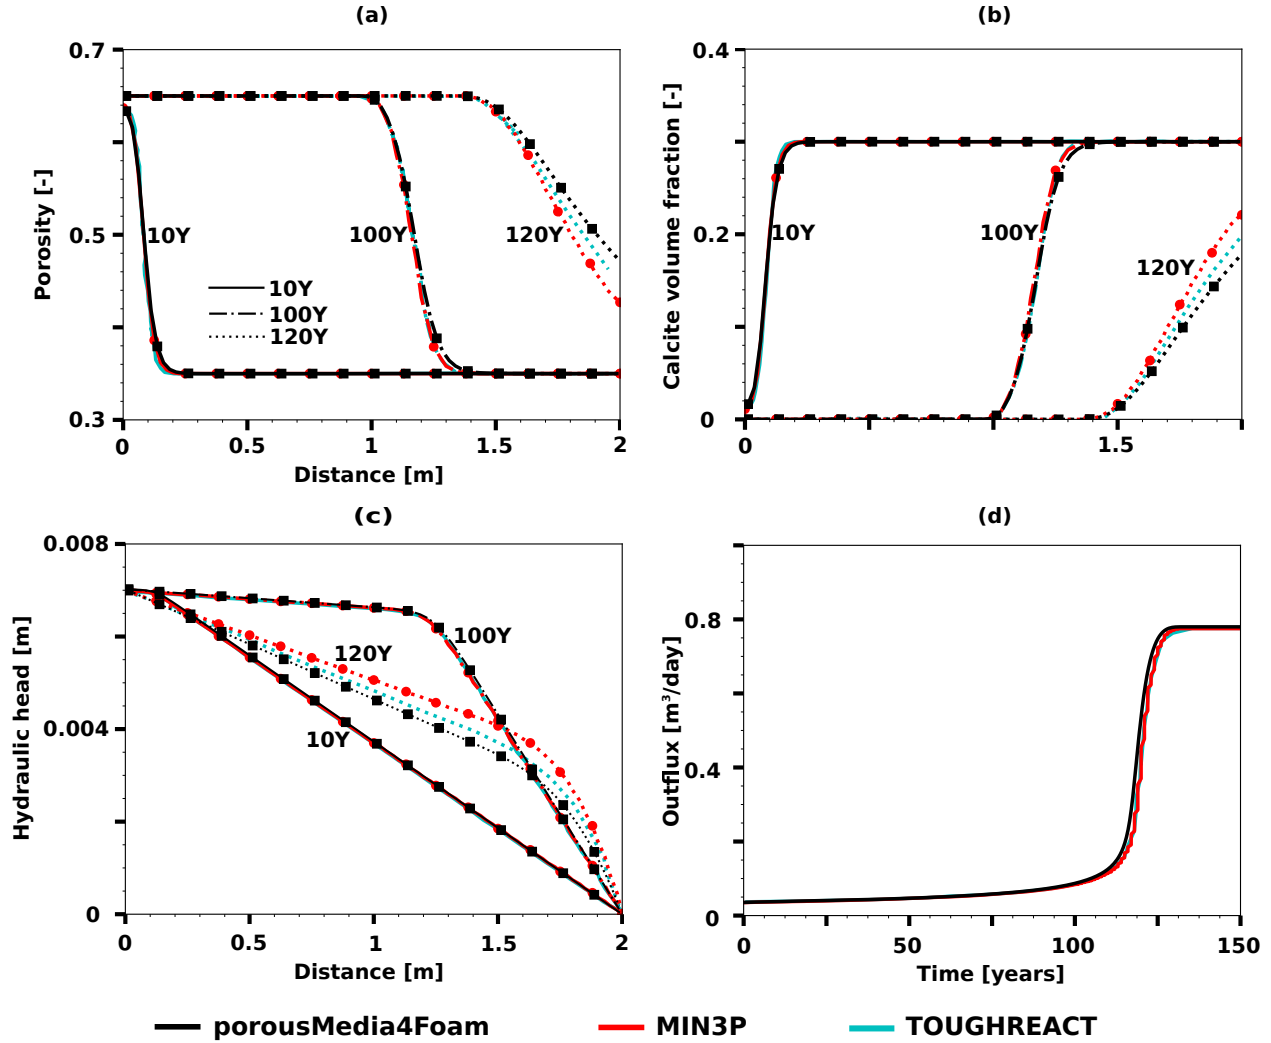 (a)
0.7
0.5
0.3
Porosity [-]
10Y
100Y
120Y
10Y
100Y
120Y
0
0.5
1
1.5
2
Distance [m]
(b)
0.4
0.2
0
Calcite volume fraction [-]
10Y
100Y
120Y
0
1.5
(c)
0.008
0.004
0
Hydraulic head [m]
100Y
120Y
10Y
0
0.5
1
1.5
2
Distance [m]
(d)
0.8
0.4
0
Outflux [m³/day]
0
50
100
150
Time [years]
porousMedia4Foam
MIN3P
TOUGHREACT